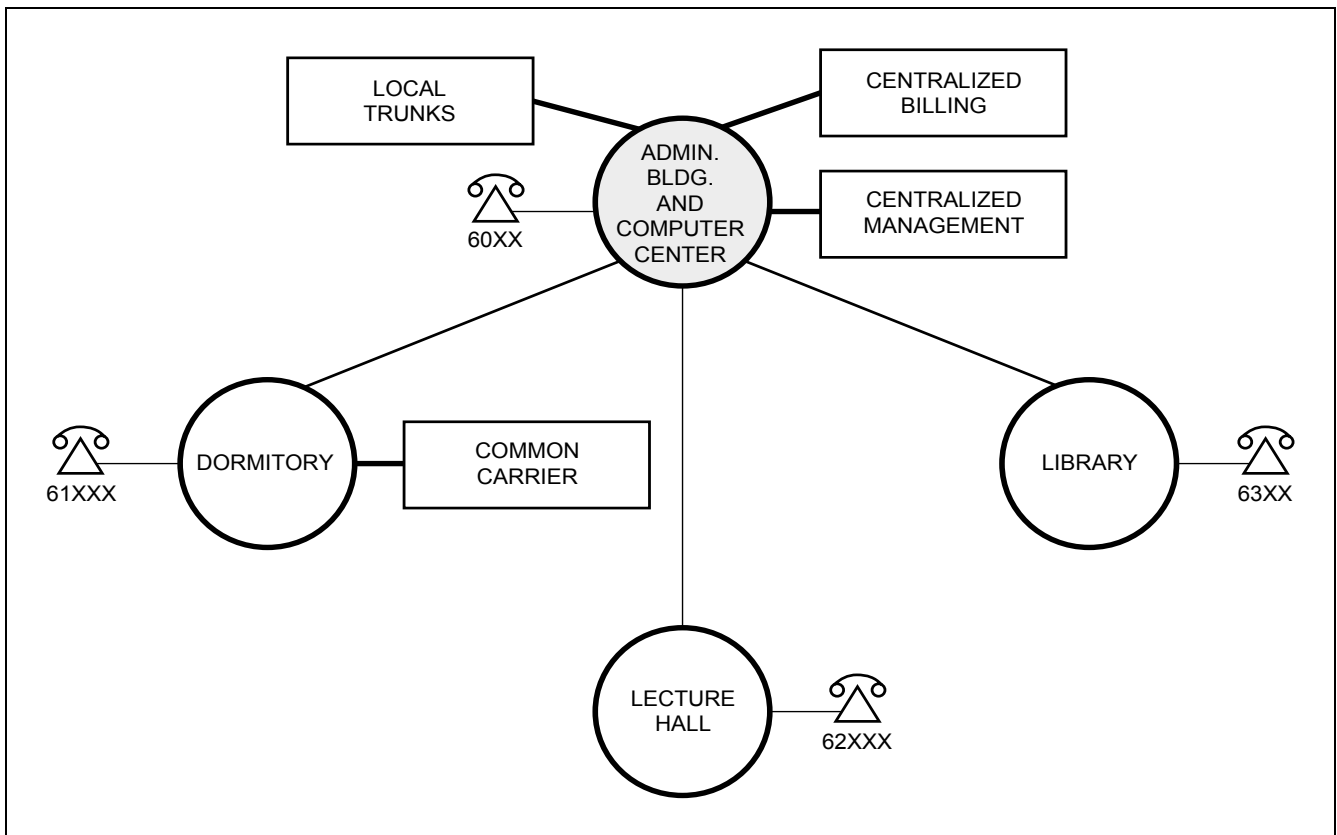 LOCAL
TRUNKS
CENTRALIZED
BILLING
ADMIN.
BLDG.
AND
COMPUTER
CENTER
CENTRALIZED
MANAGEMENT
60XX
DORMITORY
COMMON
CARRIER
61XXX
LIBRARY
63XX
LECTURE
HALL
62XXX